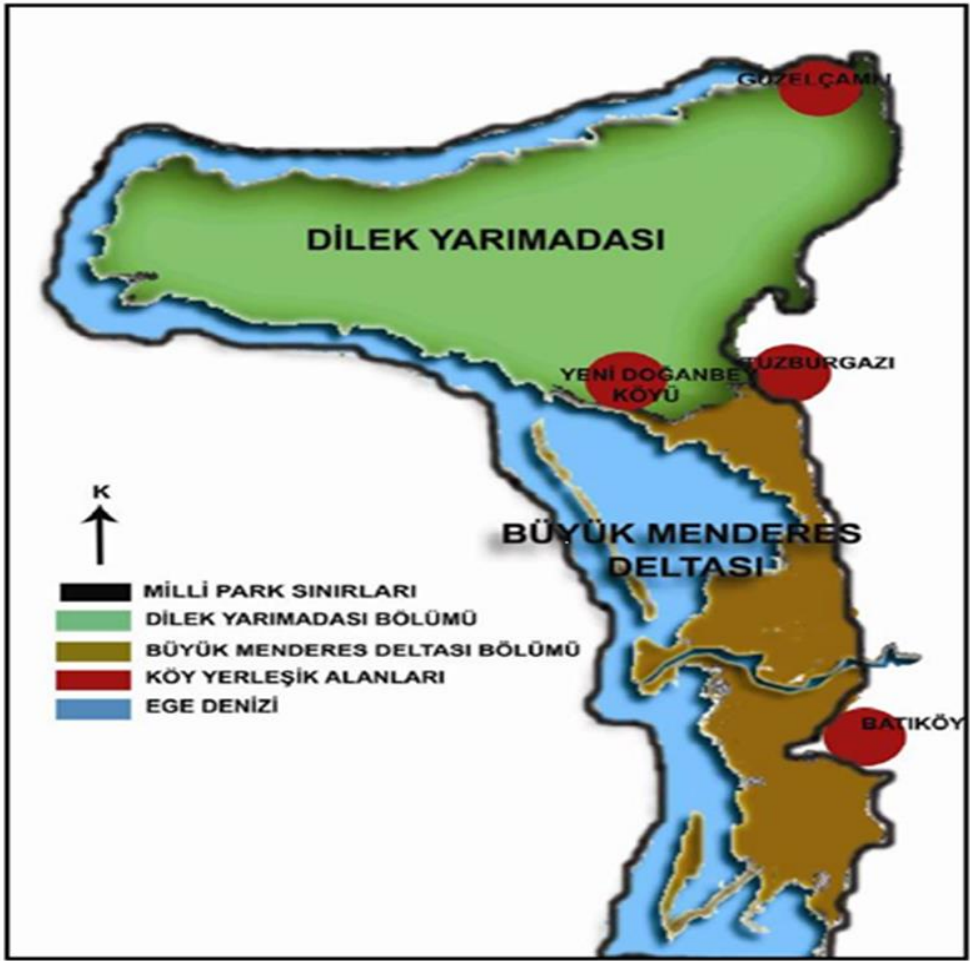 GÜZELÇAMLI
DİLEK YARIMADASI
TUZBURGAZI
YENİ DOĞANBEY
KÖYÜ
K
BÜYÜK MENDERES
DELTASI
MİLLİ PARK SINIRLARI
DİLEK YARIMADASI BÖLÜMÜ
BÜYÜK MENDERES DELTASI BÖLÜMÜ
KÖY YERLEŞİK ALANLARI
EGE DENİZİ
BATIKÖY